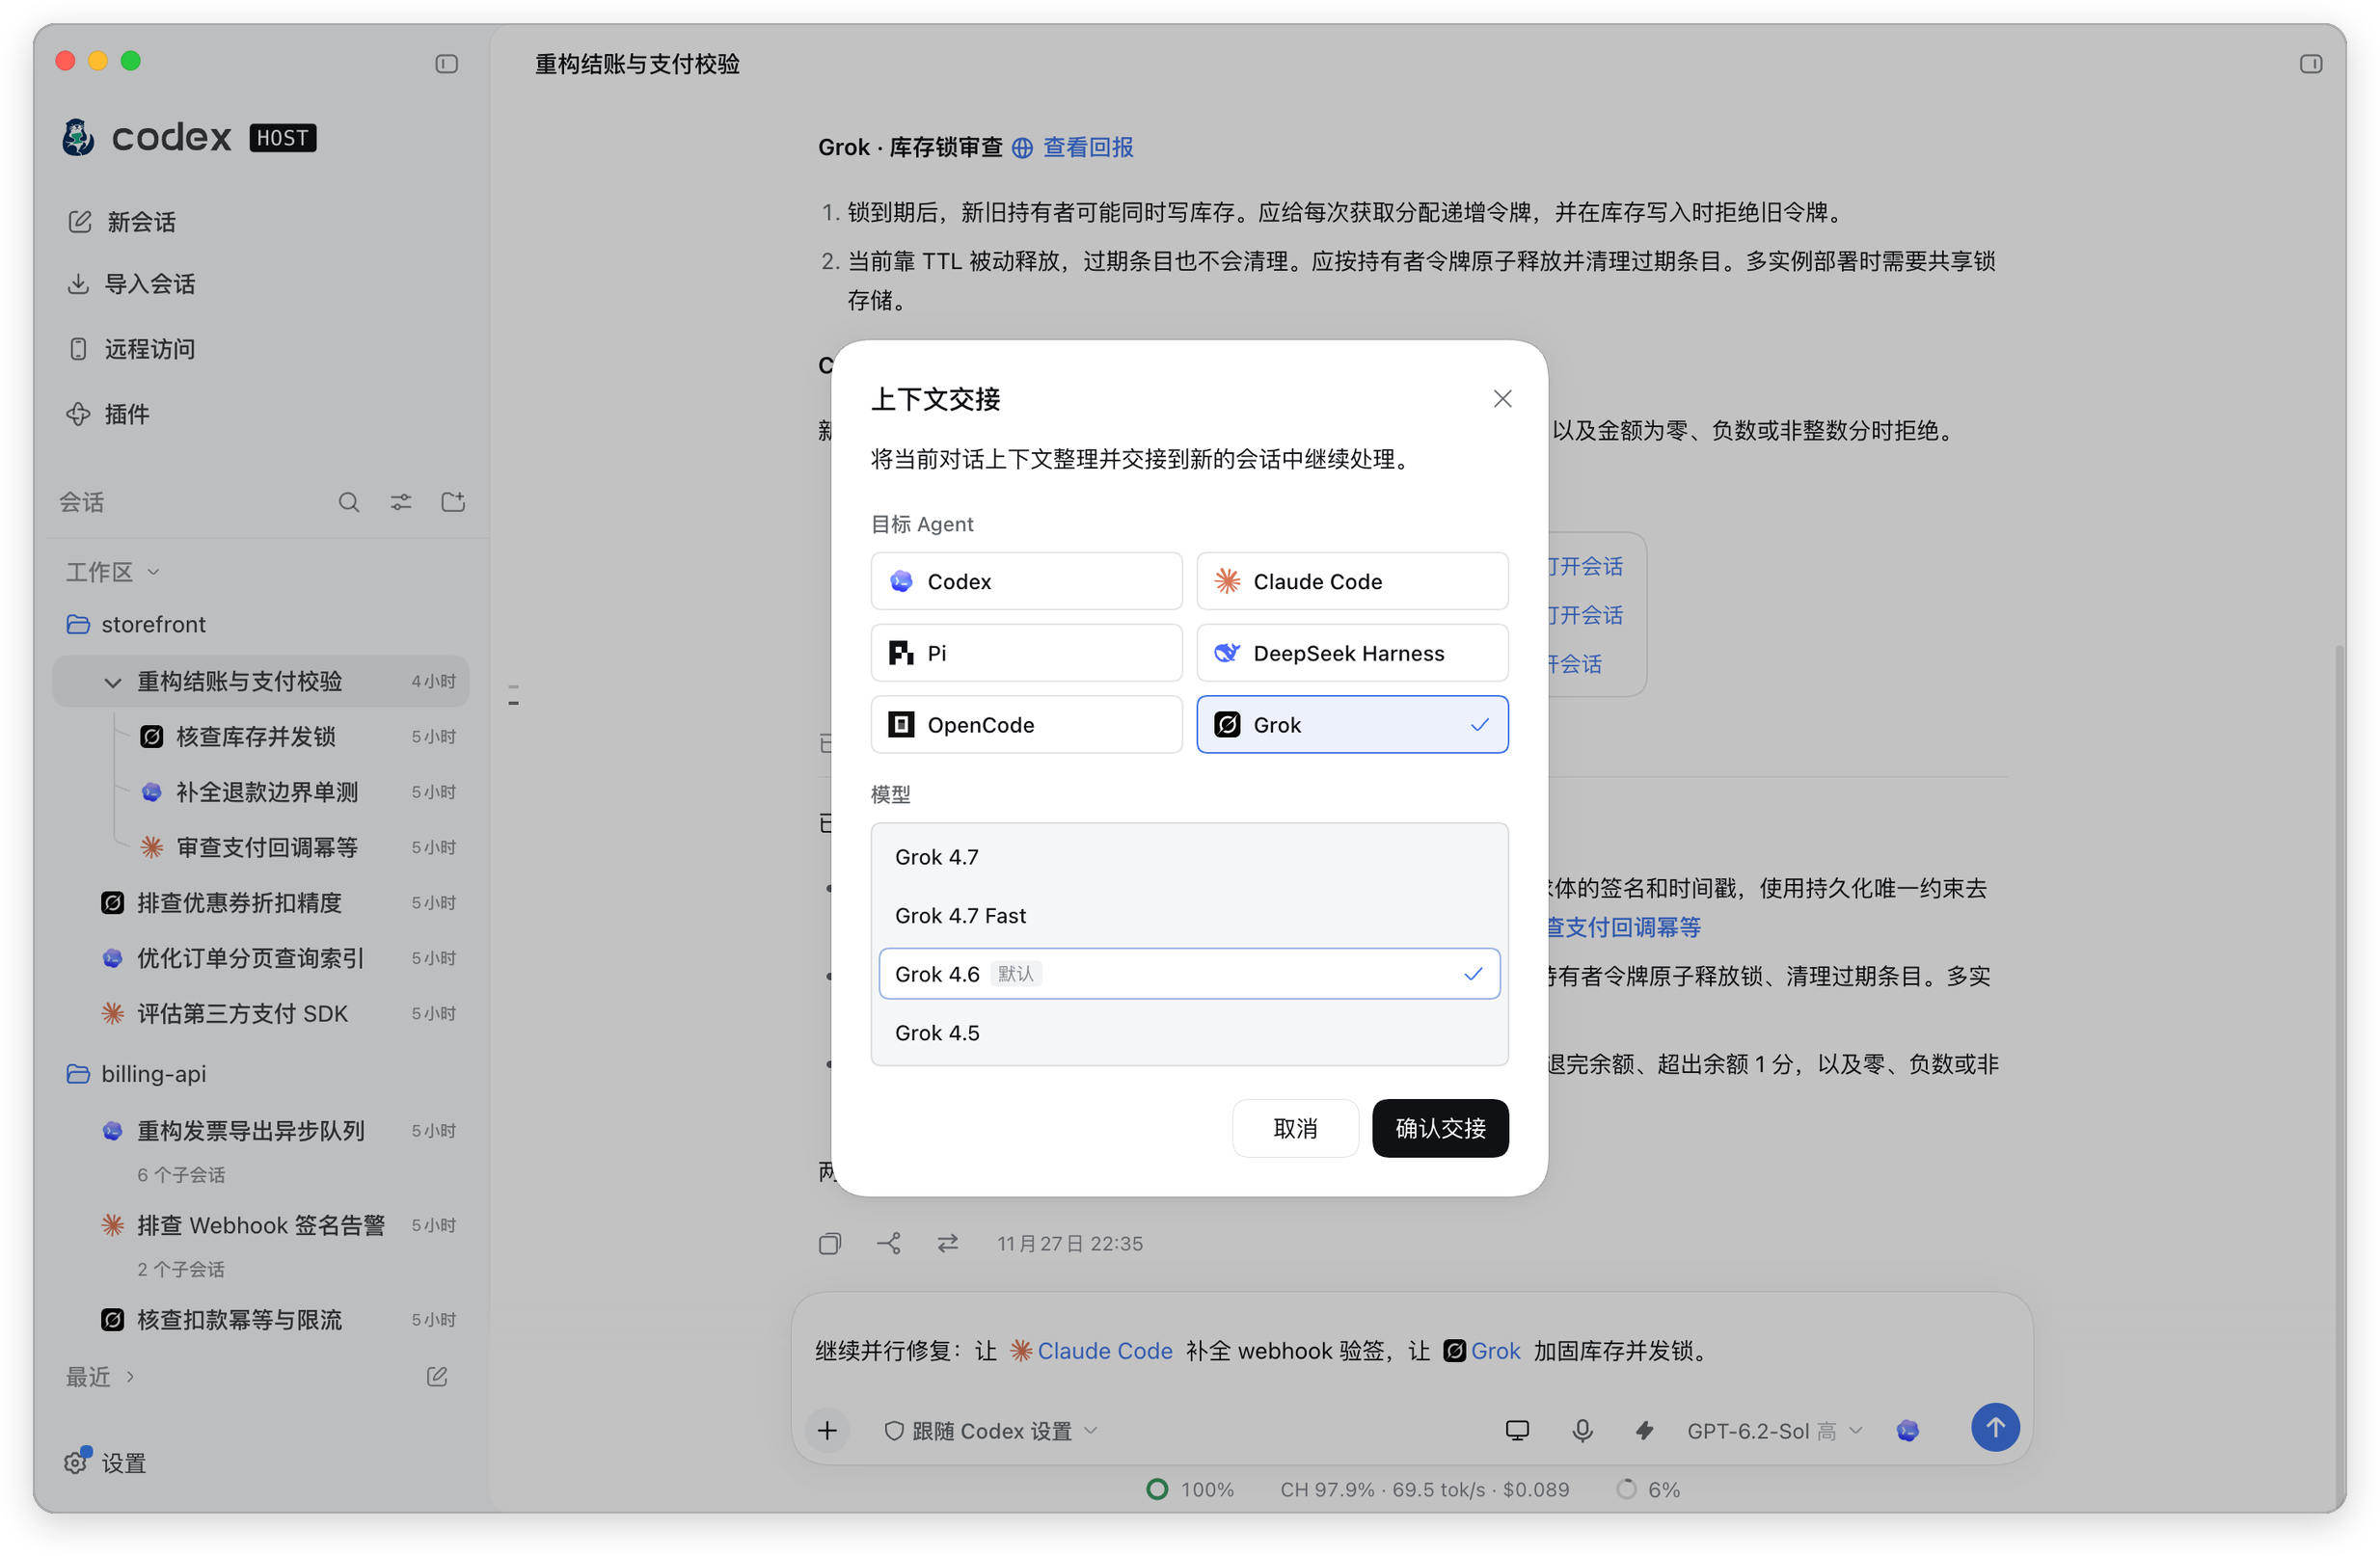 重构结账与支付校验
codex HOST
新会话
导入会话
远程访问
插件
会话
工作区
storefront
重构结账与支付校验 4 小时
核查库存并发锁 5 小时
补全退款边界单测 5 小时
审查支付回调幂等 5 小时
排查优惠券折扣精度 5 小时
优化订单分页查询索引 5 小时
评估第三方支付 SDK 5 小时
billing-api
重构发票导出异步队列 5 小时
6 个子会话
排查 Webhook 签名告警 5 小时
2 个子会话
核查扣款幂等与限流 5 小时
最近
设置
Grok · 库存锁审查 查看回报
1. 锁到期后，新旧持有者可能同时写库存。应给每次获取分配递增令牌，并在库存写入时拒绝旧令牌。
2. 当前靠 TTL 被动释放，过期条目也不会清理。应按持有者令牌原子释放并清理过期条目。多实例部署时需要共享锁
存储。
新
以及金额为零、负数或非整数分时拒绝。
打开会话
打开会话
开会话
体的签名和时间戳，使用持久化唯一约束去
查支付回调幂等
持有者令牌原子释放锁、清理过期条目。多实
退完余额、超出余额 1 分，以及零、负数或非
两
上下文交接
将当前对话上下文整理并交接到新的会话中继续处理。
目标 Agent
Codex
Claude Code
Pi
DeepSeek Harness
OpenCode
Grok
模型
Grok 4.7
Grok 4.7 Fast
Grok 4.6 默认
Grok 4.5
取消
确认交接
11月27日 22:35
继续并行修复：让 Claude Code 补全 webhook 验签，让 Grok 加固库存并发锁。
跟随 Codex 设置
GPT-6.2-Sol 高
100% CH 97.9% · 69.5 tok/s · $0.089 6%